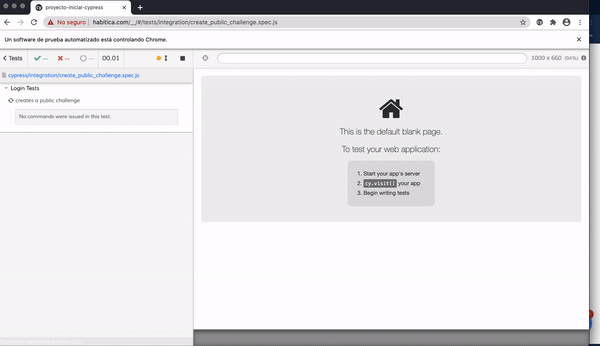 proyecto-inicial-cypress
No seguro | habitica.com/__/#/tests/integration/create_public_challenge.spec.js
Un software de prueba automatizado está controlando Chrome.
Tests -- -- -- 00.01 1000 x 660 (94%)
cypress/integration/create_public_challenge.spec.js
Login Tests
creates a public challenge
No commands were issued in this test.
This is the default blank page.
To test your web application:
1. Start your app's server
2. cy.visit() your app
3. Begin writing tests